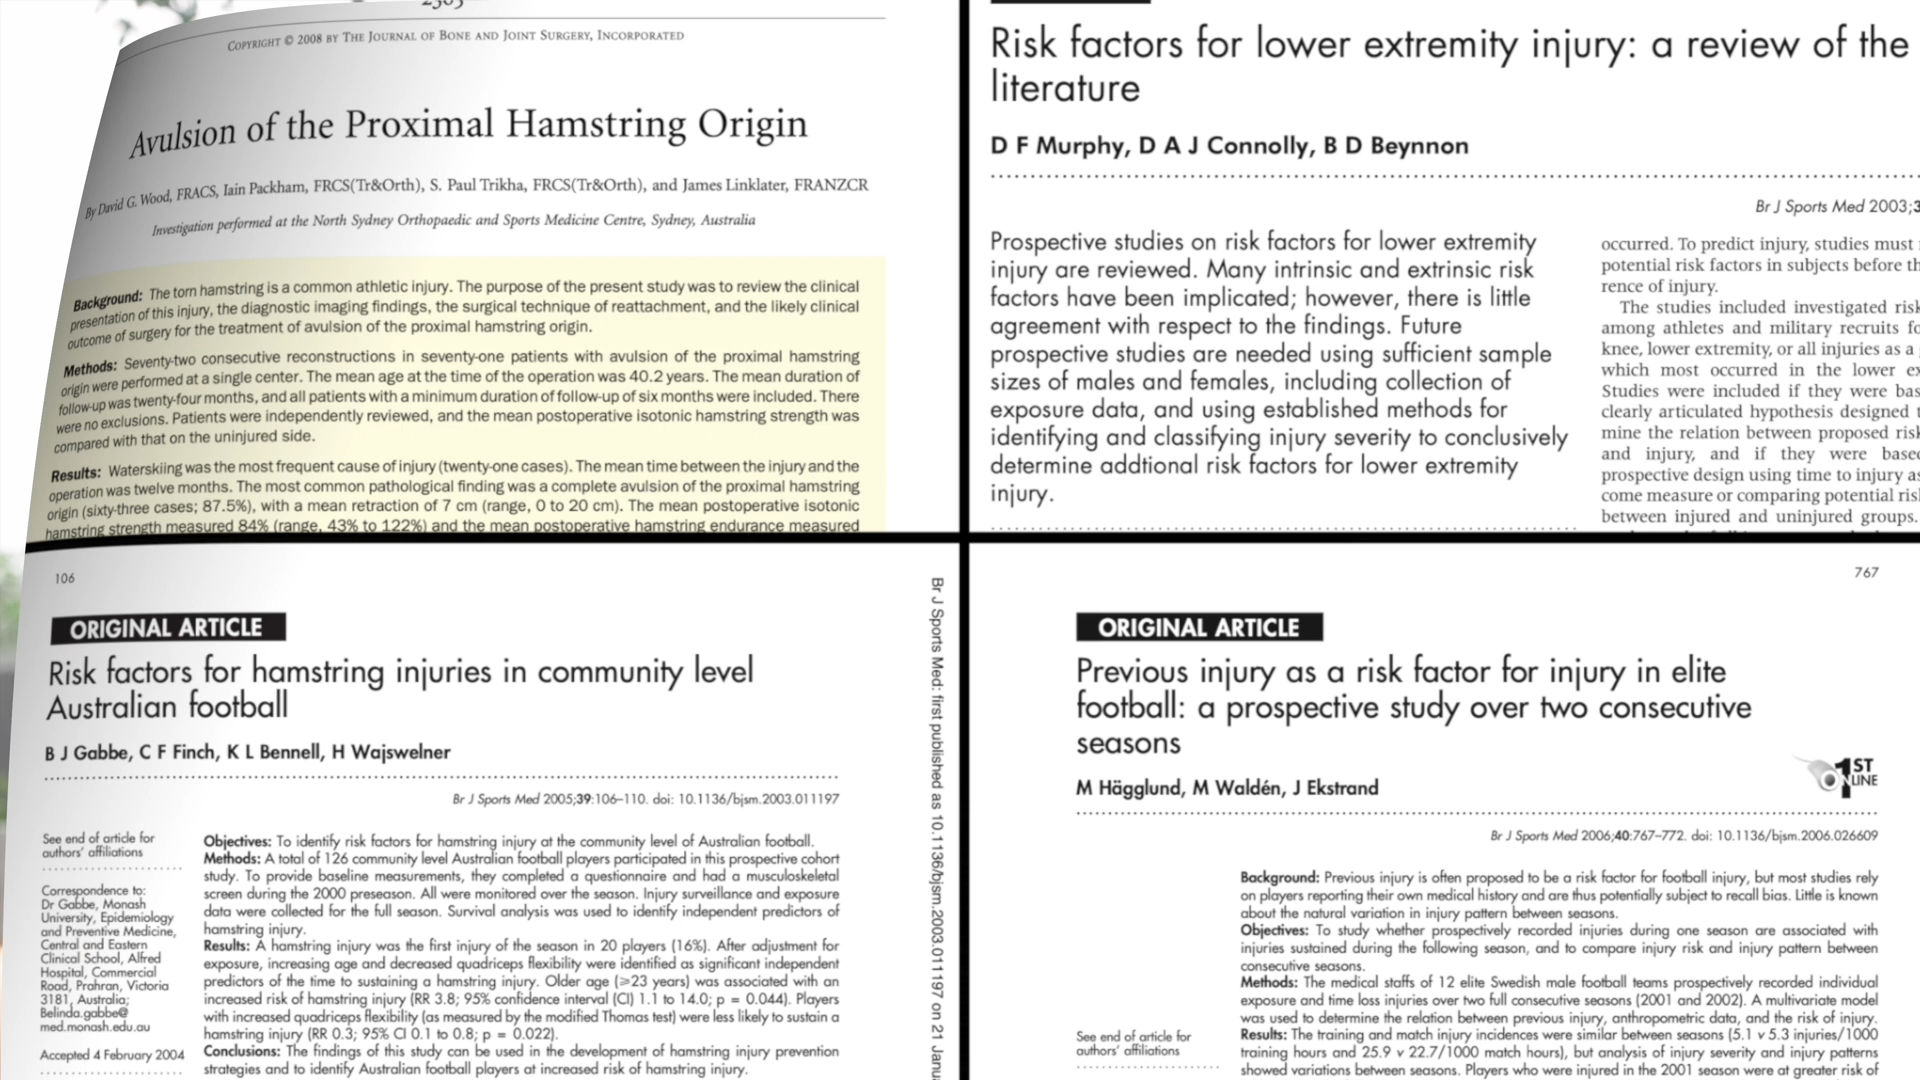 COPYRIGHT © 2008 BY THE JOURNAL OF BONE AND JOINT SURGERY, INCORPORATED
Avulsion of the Proximal Hamstring Origin
By David G. Wood, FRACS, Iain Packham, FRCS(Tr&Orth), S. Paul Trikha, FRCS(Tr&Orth), and James Linklater, FRANZCR
Investigation performed at the North Sydney Orthopaedic and Sports Medicine Centre, Sydney, Australia
Background: The torn hamstring is a common athletic injury. The purpose of the present study was to review the clinical
presentation of this injury, the diagnostic imaging findings, the surgical technique of reattachment, and the likely clinical
outcome of surgery for the treatment of avulsion of the proximal hamstring origin.
Methods: Seventy-two consecutive reconstructions in seventy-one patients with avulsion of the proximal hamstring
origin were performed at a single center. The mean age at the time of the operation was 40.2 years. The mean duration of
follow-up was twenty-four months, and all patients with a minimum duration of follow-up of six months were included. There
were no exclusions. Patients were independently reviewed, and the mean postoperative isotonic hamstring strength was
compared with that on the uninjured side.
Results: Waterskiing was the most frequent cause of injury (twenty-one cases). The mean time between the injury and the
operation was twelve months. The most common pathological finding was a complete avulsion of the proximal hamstring
origin (sixty-three cases; 87.5%), with a mean retraction of 7 cm (range, 0 to 20 cm). The mean postoperative isotonic
hamstring strength measured 84% (range, 43% to 122%) and the mean postoperative hamstring endurance measured
Risk factors for lower extremity injury: a review of the
literature
D F Murphy, D A J Connolly, B D Beynnon
Br J Sports Med 2003;3
Prospective studies on risk factors for lower extremity
injury are reviewed. Many intrinsic and extrinsic risk
factors have been implicated; however, there is little
agreement with respect to the findings. Future
prospective studies are needed using sufficient sample
sizes of males and females, including collection of
exposure data, and using established methods for
identifying and classifying injury severity to conclusively
determine addtional risk factors for lower extremity
injury.
occurred. To predict injury, studies must
potential risk factors in subjects before th
rence of injury.
The studies included investigated risk
among athletes and military recruits fo
knee, lower extremity, or all injuries as a
which most occurred in the lower ex
Studies were included if they were bas
clearly articulated hypothesis designed
mine the relation between proposed risk
and injury, and if they were based
prospective design using time to injury as
come measure or comparing potential risk
between injured and uninjured groups.
106
ORIGINAL ARTICLE
Risk factors for hamstring injuries in community level
Australian football
B J Gabbe, C F Finch, K L Bennell, H Wajswelner
Br J Sports Med 2005;39:106–110. doi: 10.1136/bjsm.2003.011197
See end of article for
authors' affiliations
Correspondence to:
Dr Gabbe, Monash
University, Epidemiology
and Preventive Medicine,
Central and Eastern
Clinical School, Alfred
Hospital, Commercial
Road, Prahran, Victoria
3181, Australia;
Belinda.gabbe@
med.monash.edu.au
Accepted 4 February 2004
Objectives: To identify risk factors for hamstring injury at the community level of Australian football.
Methods: A total of 126 community level Australian football players participated in this prospective cohort
study. To provide baseline measurements, they completed a questionnaire and had a musculoskeletal
screen during the 2000 preseason. All were monitored over the season. Injury surveillance and exposure
data were collected for the full season. Survival analysis was used to identify independent predictors of
hamstring injury.
Results: A hamstring injury was the first injury of the season in 20 players (16%). After adjustment for
exposure, increasing age and decreased quadriceps flexibility were identified as significant independent
predictors of the time to sustaining a hamstring injury. Older age (≥23 years) was associated with an
increased risk of hamstring injury (RR 3.8; 95% confidence interval (CI) 1.1 to 14.0; p = 0.044). Players
with increased quadriceps flexibility (as measured by the modified Thomas test) were less likely to sustain a
hamstring injury (RR 0.3; 95% CI 0.1 to 0.8; p = 0.022).
Conclusions: The findings of this study can be used in the development of hamstring injury prevention
strategies and to identify Australian football players at increased risk of hamstring injury.
Br J Sports Med: first published as 10.1136/bjsm.2003.011197 on 21 Janua
767
ORIGINAL ARTICLE
Previous injury as a risk factor for injury in elite
football: a prospective study over two consecutive
seasons
M Hägglund, M Waldén, J Ekstrand
1ST
ONLINE
Br J Sports Med 2006;40:767–772. doi: 10.1136/bjsm.2006.026609
See end of article for
authors' affiliations
Background: Previous injury is often proposed to be a risk factor for football injury, but most studies rely
on players reporting their own medical history and are thus potentially subject to recall bias. Little is known
about the natural variation in injury pattern between seasons.
Objectives: To study whether prospectively recorded injuries during one season are associated with
injuries sustained during the following season, and to compare injury risk and injury pattern between
consecutive seasons.
Methods: The medical staffs of 12 elite Swedish male football teams prospectively recorded individual
exposure and time loss injuries over two full consecutive seasons (2001 and 2002). A multivariate model
was used to determine the relation between previous injury, anthropometric data, and the risk of injury.
Results: The training and match injury incidences were similar between seasons (5.1 v 5.3 injuries/1000
training hours and 25.9 v 22.7/1000 match hours), but analysis of injury severity and injury patterns
showed variations between seasons. Players who were injured in the 2001 season were at greater risk of